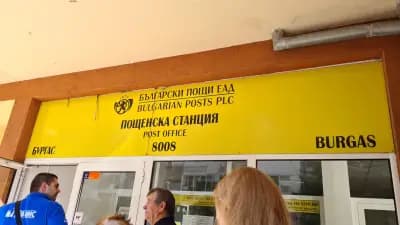 БЪЛГАРСКИ ПОЩИ ЕАД
BULGARIAN POSTS PLC
ПОЩЕНСКА СТАНЦИЯ
POST OFFICE
8008
БУРГАС
BURGAS